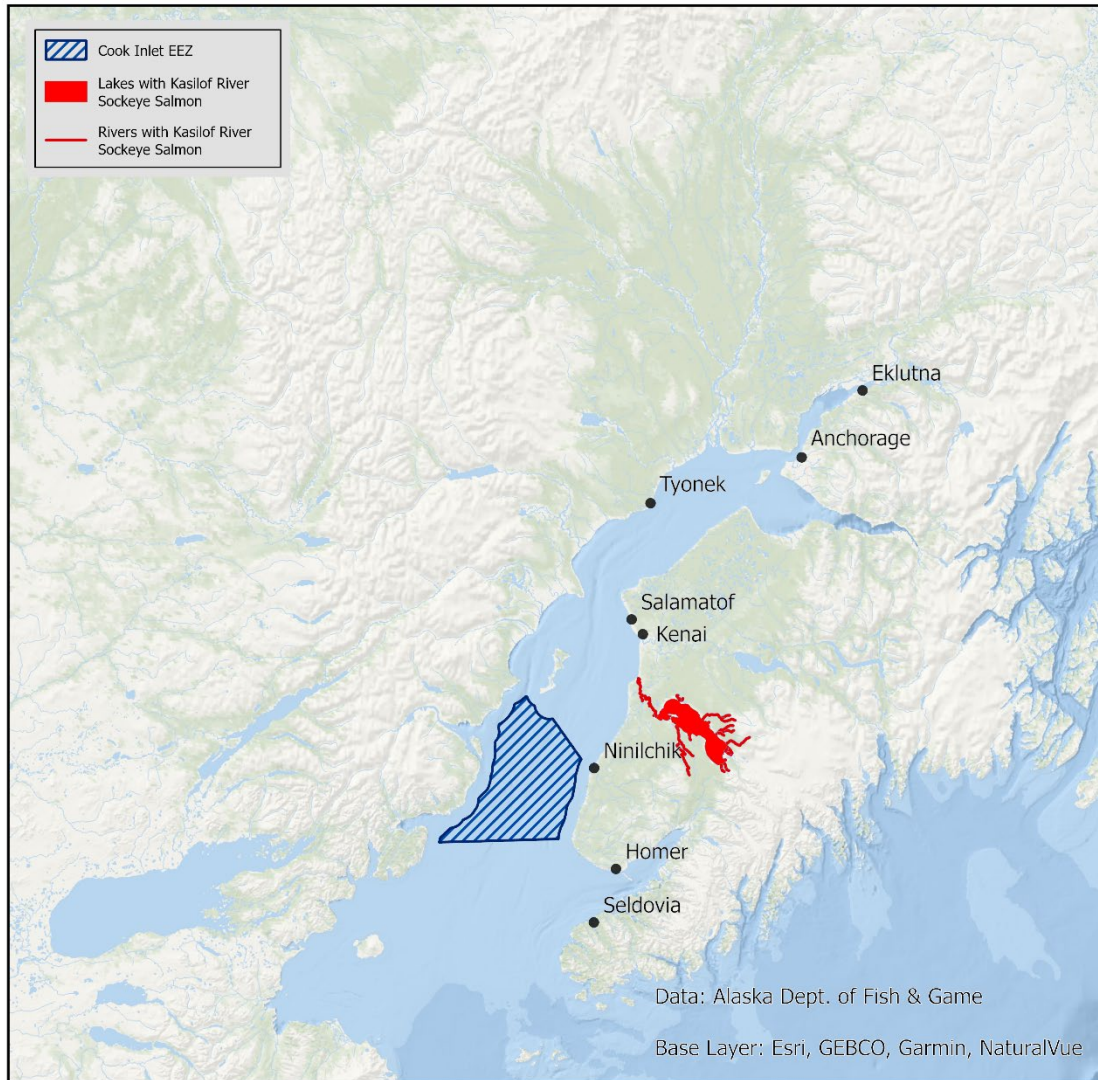 Cook Inlet EEZ
Lakes with Kasilof River
Sockeye Salmon
Rivers with Kasilof River
Sockeye Salmon
Eklutna
Anchorage
Tyonek
Salamatof
Kenai
Ninilchik
Homer
Seldovia
Data: Alaska Dept. of Fish & Game
Base Layer: Esri, GEBCO, Garmin, NaturalVue